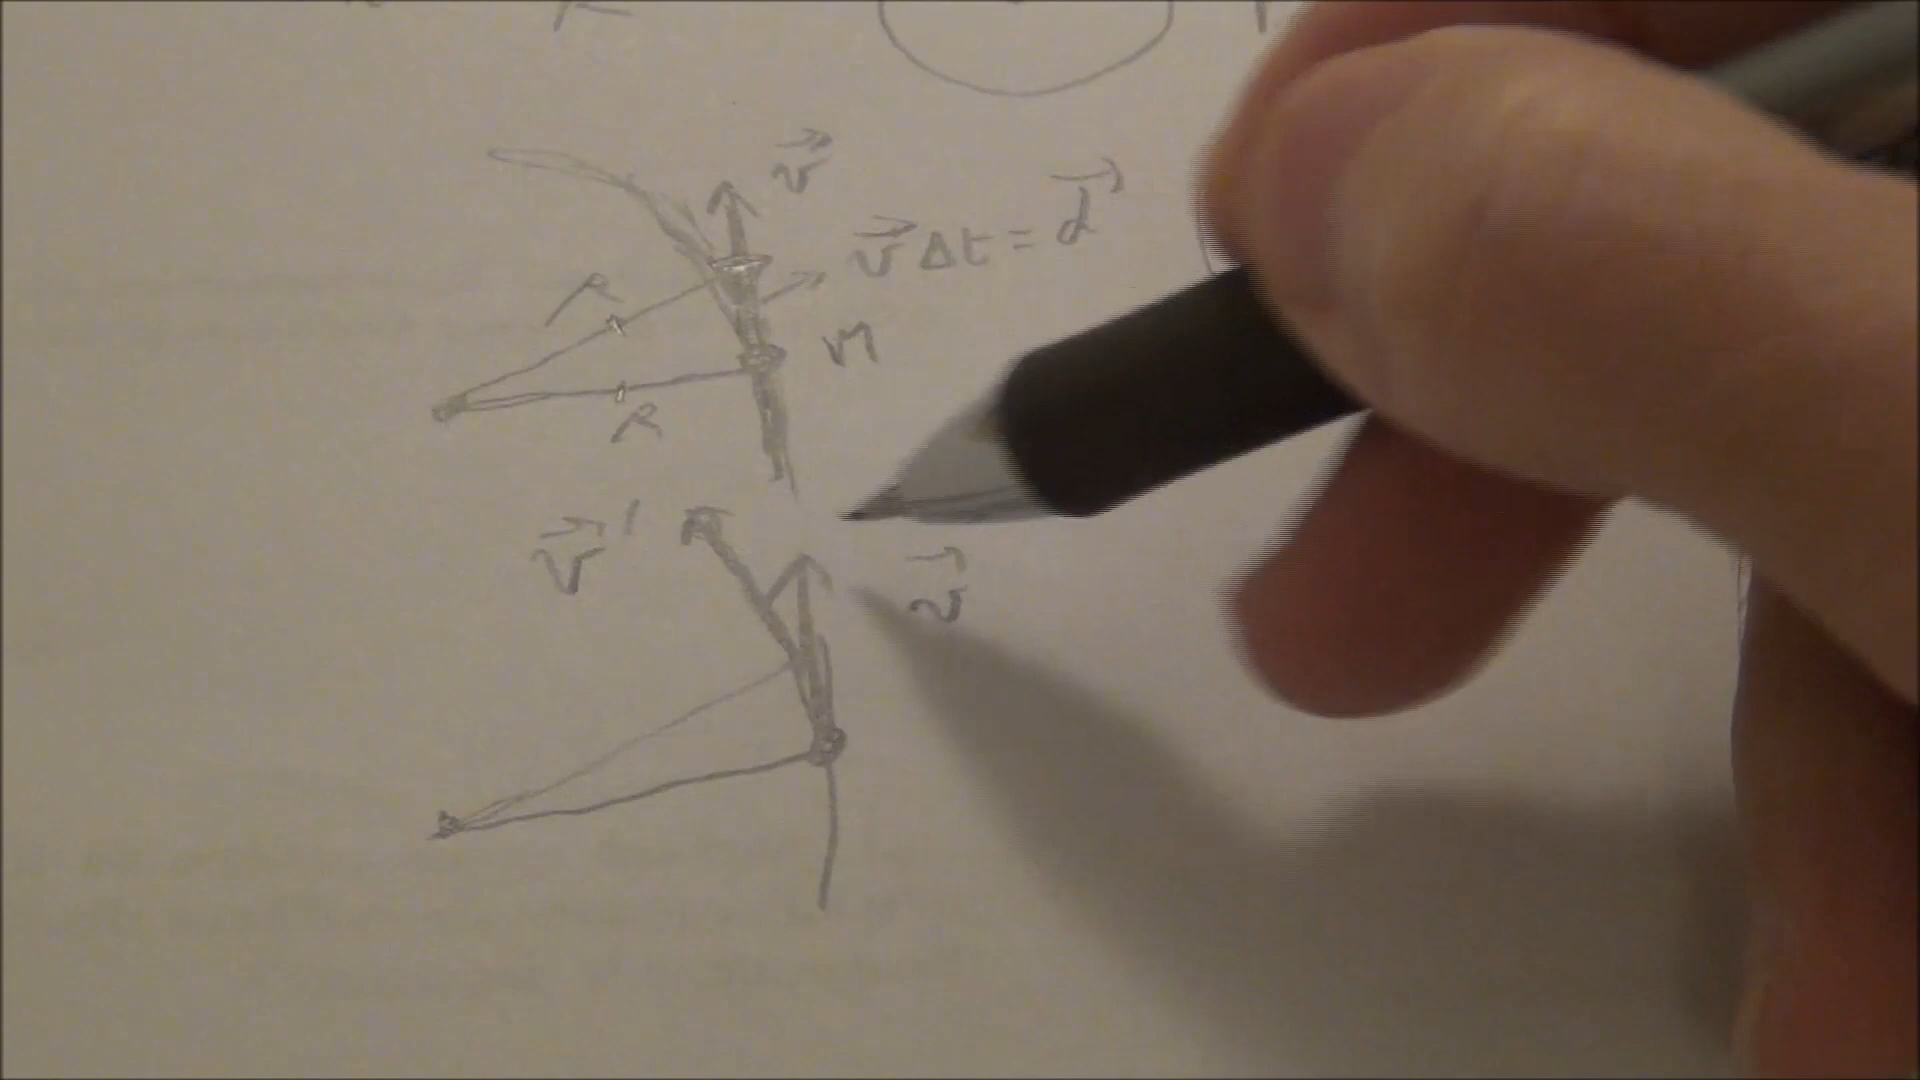 v⃗
v⃗ Δt = d⃗
R
M
R
v⃗ '
v⃗